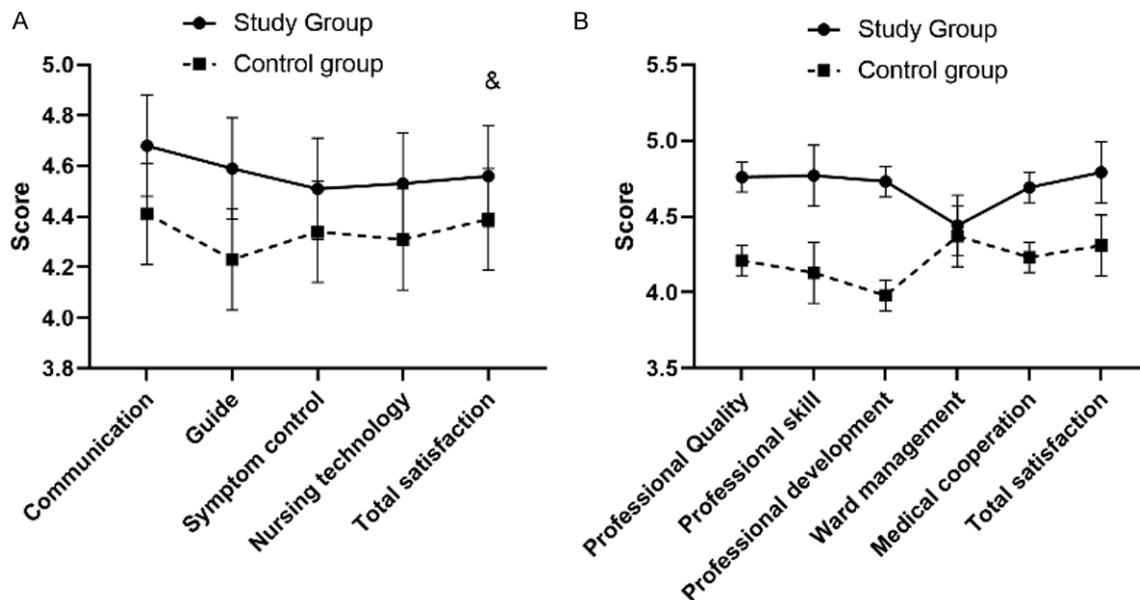 A
Study Group
Control group
&
Score
5.0
4.8
4.6
4.4
4.2
4.0
3.8
Communication
Guide
Symptom control
Nursing technology
Total satisfaction
B
Study Group
Control group
Score
5.5
5.0
4.5
4.0
3.5
Professional Quality
Professional skill
Professional development
Ward management
Medical cooperation
Total satisfaction